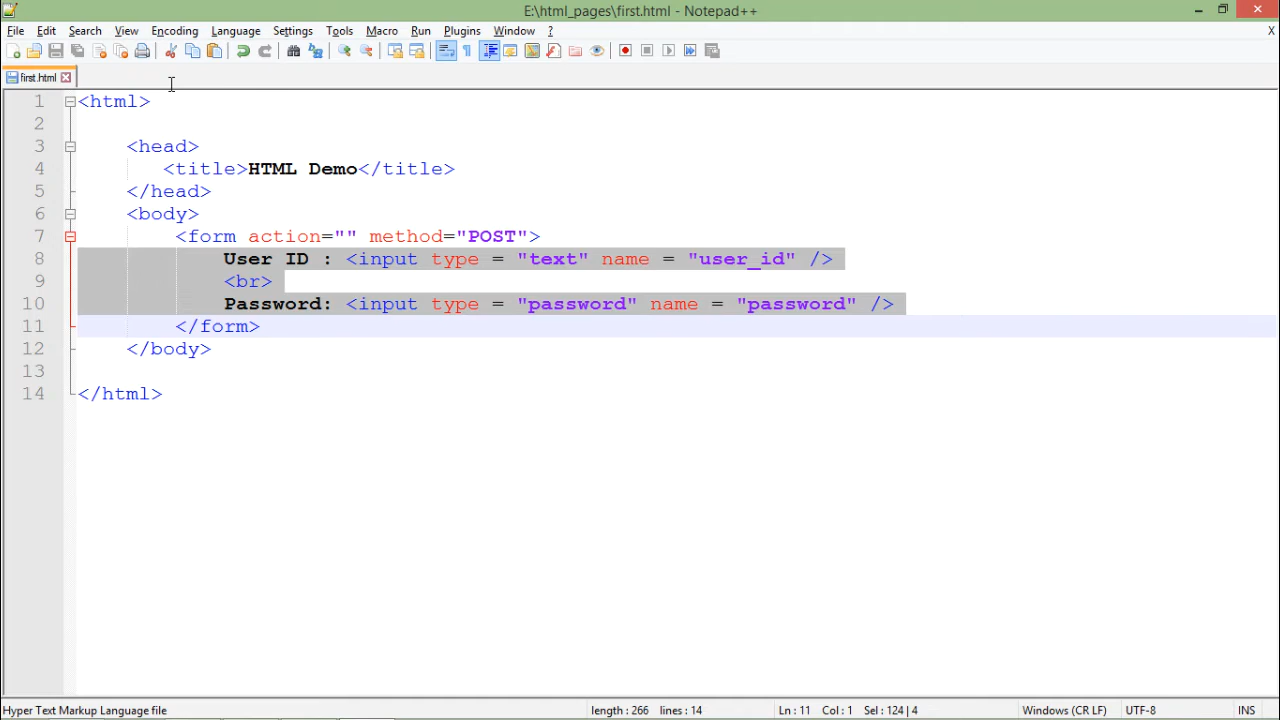 E:\html_pages\first.html - Notepad++
File Edit Search View Encoding Language Settings Tools Macro Run Plugins Window ? X
first.html
1 <html>
2
3 <head>
4 <title>HTML Demo</title>
5 </head>
6 <body>
7 <form action="" method="POST">
8 User ID : <input type = "text" name = "user_id" />
9 <br>
10 Password: <input type = "password" name = "password" />
11 </form>
12 </body>
13
14 </html>
Hyper Text Markup Language file length : 266 lines : 14 Ln : 11 Col : 1 Sel : 124 | 4 Windows (CR LF) UTF-8 INS